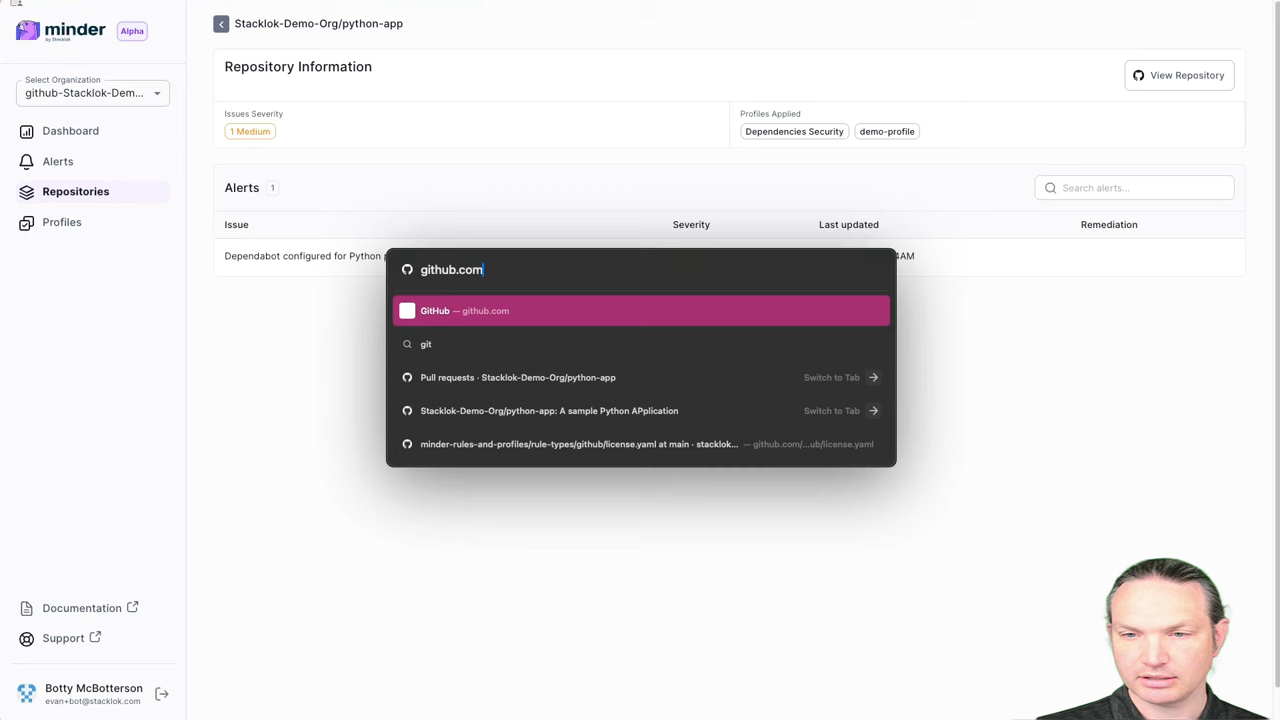 minder
by Stacklok
Alpha
Select Organization
github-Stacklok-Dem...
Dashboard
Alerts
Repositories
Profiles
Documentation
Support
Botty McBotterson
evan+bot@stacklok.com
Stacklok-Demo-Org/python-app
Repository Information
View Repository
Issues Severity
1 Medium
Profiles Applied
Dependencies Security
demo-profile
Alerts 1
Search alerts...
Issue Severity Last updated Remediation
Dependabot configured for Python
4AM
github.com
GitHub — github.com
git
Pull requests · Stacklok-Demo-Org/python-app Switch to Tab
Stacklok-Demo-Org/python-app: A sample Python APplication Switch to Tab
minder-rules-and-profiles/rule-types/github/license.yaml at main · stacklok... — github.com/...ub/license.yaml